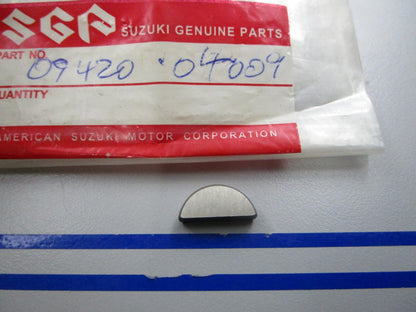 SGP SUZUKI GENUINE PARTS
PART NO.
09420 04009
QUANTITY
AMERICAN SUZUKI MOTOR CORPORATION